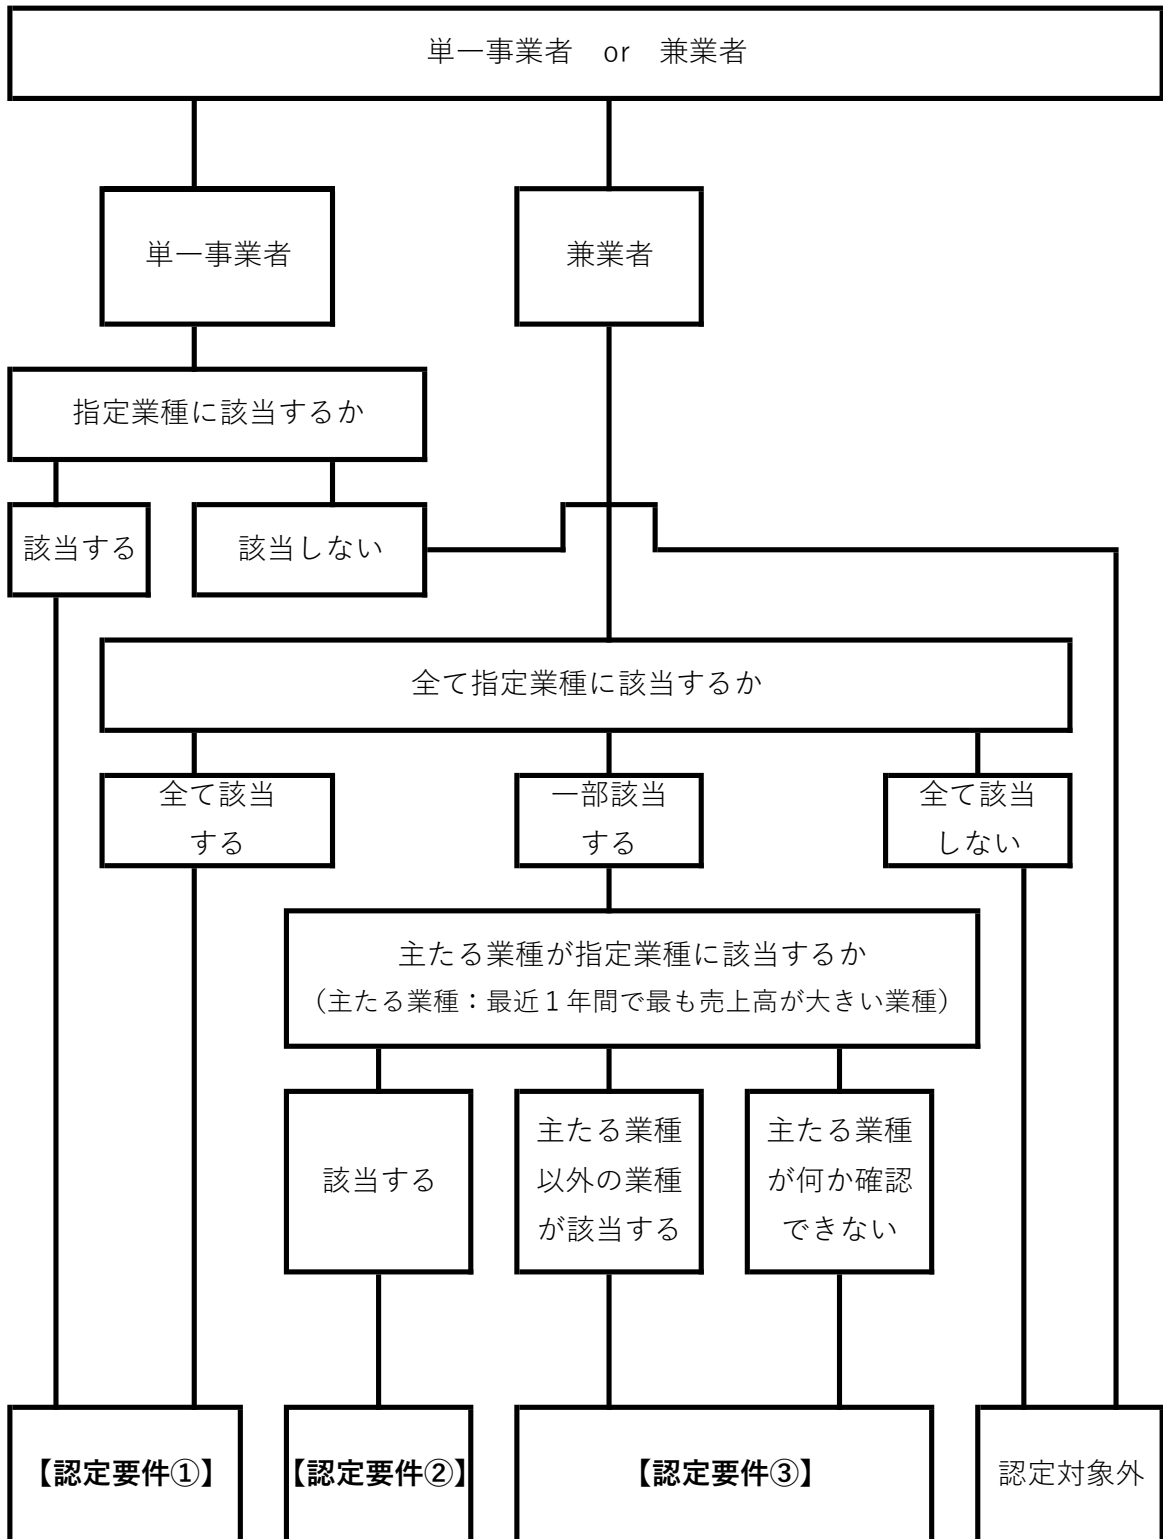 単一事業者　or　兼業者
単一事業者
兼業者
指定業種に該当するか
該当する
該当しない
全て指定業種に該当するか
全て該当
する
一部該当
する
全て該当
しない
主たる業種が指定業種に該当するか
（主たる業種：最近１年間で最も売上高が大きい業種）
該当する
主たる業種
以外の業種
が該当する
主たる業種
が何か確認
できない
【認定要件①】
【認定要件②】
【認定要件③】
認定対象外